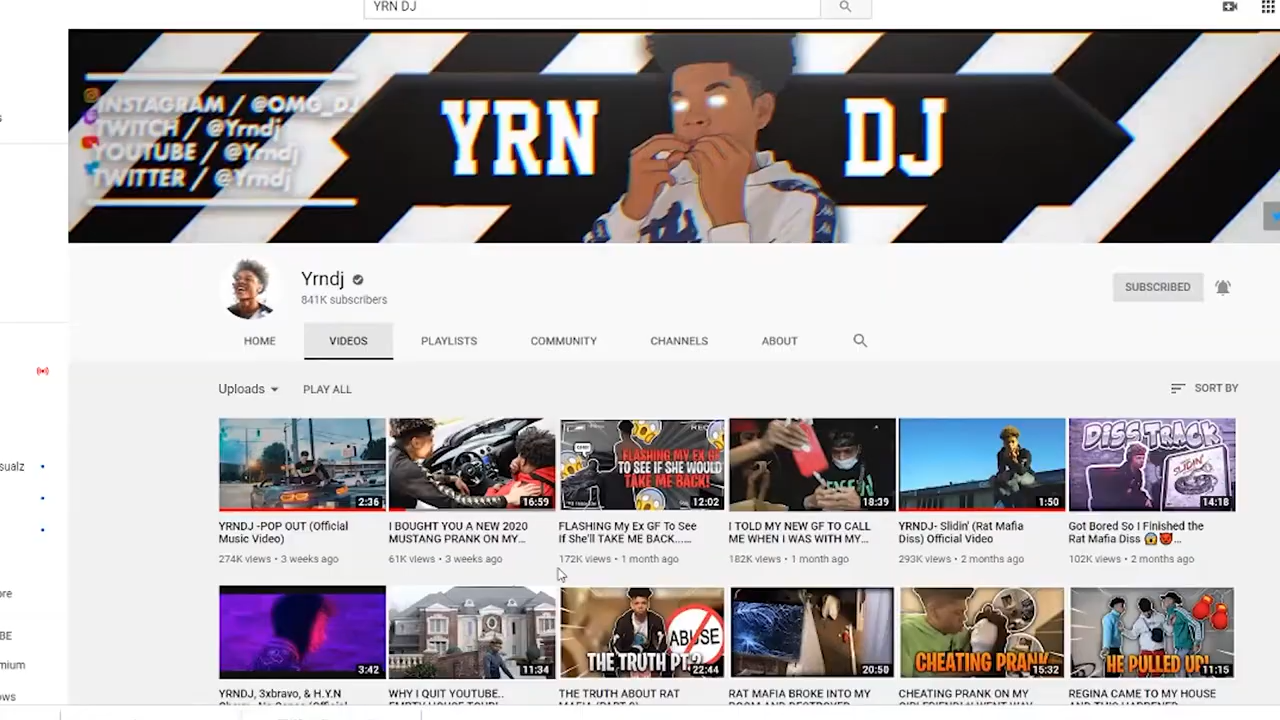 YRN DJ
INSTAGRAM / @OMG_DJ
TWITCH / @Yrndj
YOUTUBE / @Yrndj
TWITTER / @Yrndj
YRN DJ
Yrndj
841K subscribers
SUBSCRIBED
HOME VIDEOS PLAYLISTS COMMUNITY CHANNELS ABOUT
Uploads PLAY ALL SORT BY
2:36
16:59
FLASHING MY EX GF
TO SEE IF SHE WOULD
TAKE ME BACK!
12:02
18:39
1:50
DISS TRACK
SLIDIN'
14:18
YRNDJ -POP OUT (Official
Music Video)
274K views • 3 weeks ago
I BOUGHT YOU A NEW 2020
MUSTANG PRANK ON MY...
61K views • 3 weeks ago
FLASHING My Ex GF To See
If She'll TAKE ME BACK......
172K views • 1 month ago
I TOLD MY NEW GF TO CALL
ME WHEN I WAS WITH MY...
182K views • 1 month ago
YRNDJ- Slidin' (Rat Mafia
Diss) Official Video
293K views • 2 months ago
Got Bored So I Finished the
Rat Mafia Diss 😱👹...
102K views • 2 months ago
sualz
ore
BE
mium
ows
3:42
11:34
ABUSE
THE TRUTH PT.2
22:44
20:50
CHEATING PRANK
15:32
HE PULLED UP!
11:15
YRNDJ, 3xbravo, & H.Y.N
WHY I QUIT YOUTUBE..
THE TRUTH ABOUT RAT
RAT MAFIA BROKE INTO MY
CHEATING PRANK ON MY
REGINA CAME TO MY HOUSE